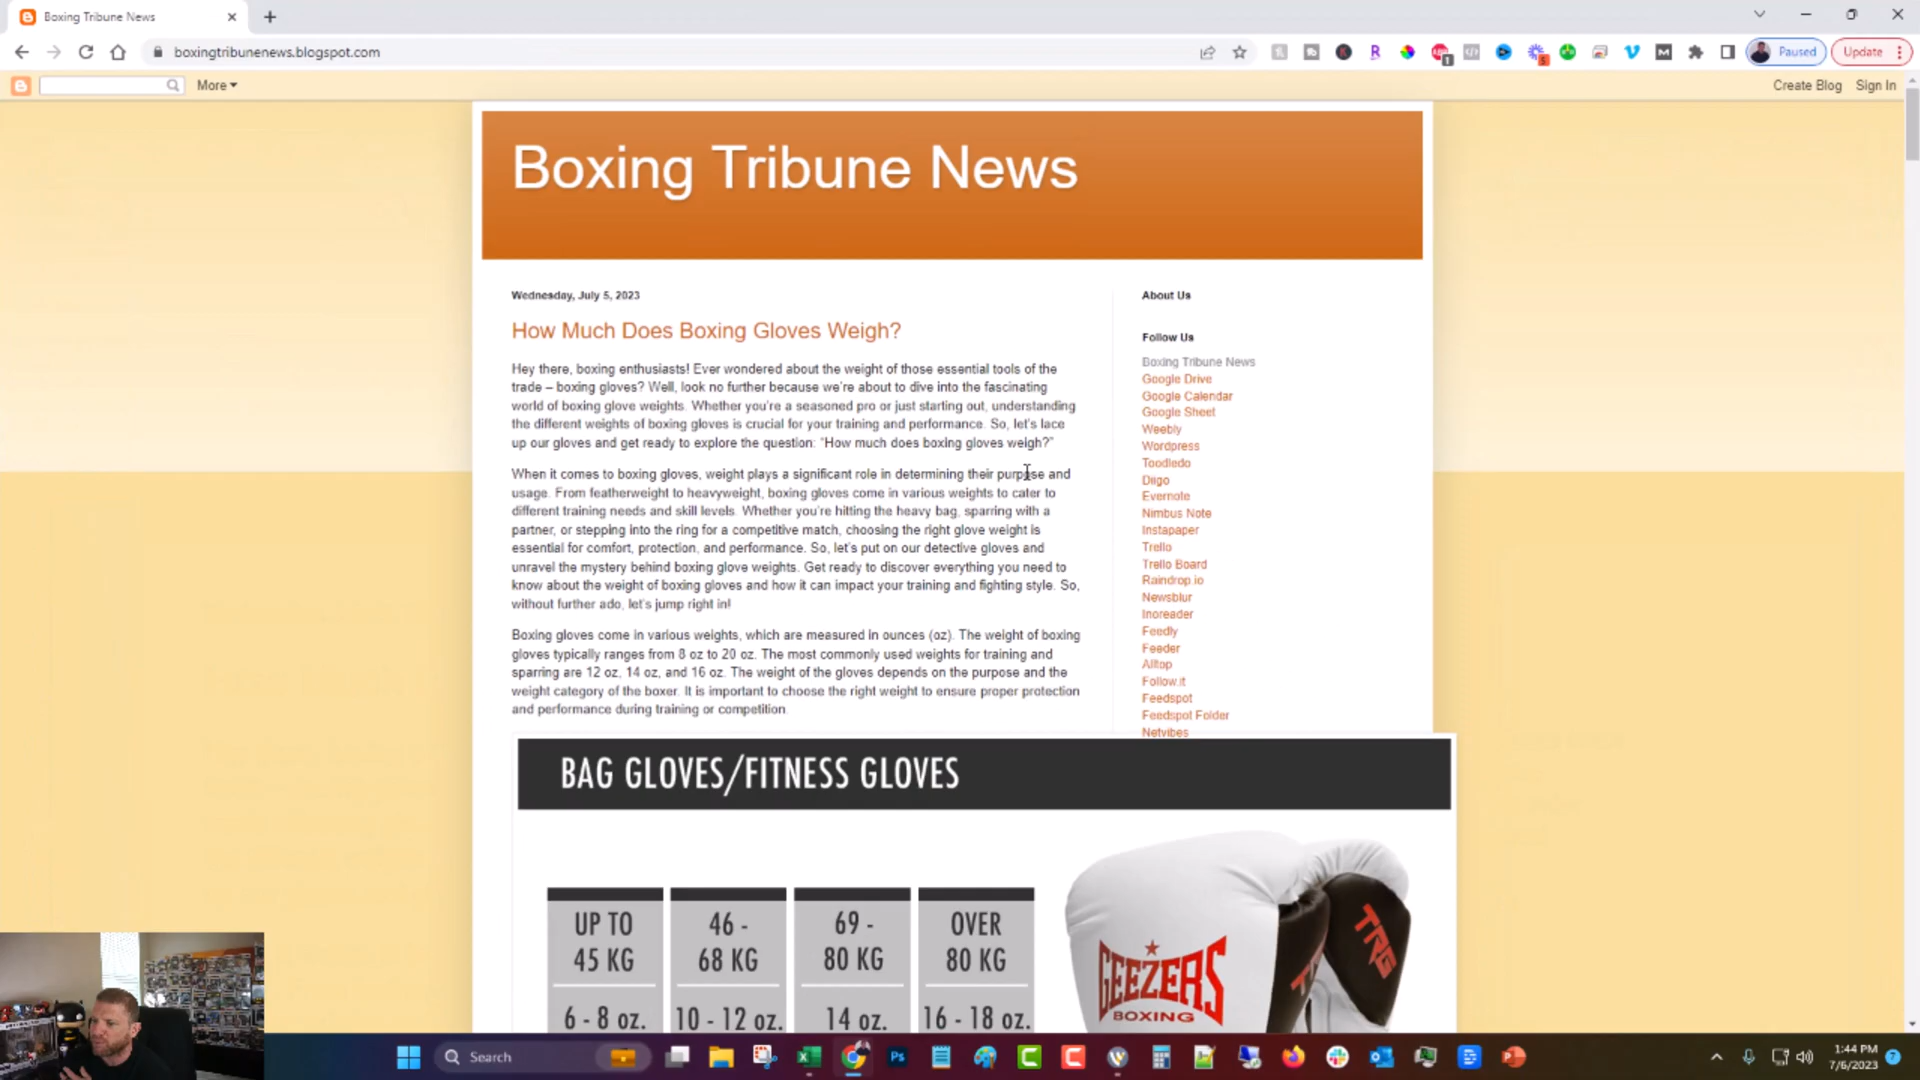 Boxing Tribune News
boxingtribunenews.blogspot.com
Paused
Update
More
Create Blog
Sign In
Boxing Tribune News
Wednesday, July 5, 2023
How Much Does Boxing Gloves Weigh?
Hey there, boxing enthusiasts! Ever wondered about the weight of those essential tools of the
trade – boxing gloves? Well, look no further because we're about to dive into the fascinating
world of boxing glove weights. Whether you're a seasoned pro or just starting out, understanding
the different weights of boxing gloves is crucial for your training and performance. So, let's lace
up our gloves and get ready to explore the question: "How much does boxing gloves weigh?"
When it comes to boxing gloves, weight plays a significant role in determining their purpose and
usage. From featherweight to heavyweight, boxing gloves come in various weights to cater to
different training needs and skill levels. Whether you're hitting the heavy bag, sparring with a
partner, or stepping into the ring for a competitive match, choosing the right glove weight is
essential for comfort, protection, and performance. So, let's put on our detective gloves and
unravel the mystery behind boxing glove weights. Get ready to discover everything you need to
know about the weight of boxing gloves and how it can impact your training and fighting style. So,
without further ado, let's jump right in!
Boxing gloves come in various weights, which are measured in ounces (oz). The weight of boxing
gloves typically ranges from 8 oz to 20 oz. The most commonly used weights for training and
sparring are 12 oz, 14 oz, and 16 oz. The weight of the gloves depends on the purpose and the
weight category of the boxer. It is important to choose the right weight to ensure proper protection
and performance during training or competition.
About Us
Follow Us
Boxing Tribune News
Google Drive
Google Calendar
Google Sheet
Weebly
Wordpress
Toodledo
Diigo
Evernote
Nimbus Note
Instapaper
Trello
Trello Board
Raindrop.io
Newsblur
Inoreader
Feedly
Feeder
Alltop
Follow.it
Feedspot
Feedspot Folder
Netvibes
BAG GLOVES/FITNESS GLOVES
UP TO 45 KG
46 - 68 KG
69 - 80 KG
OVER 80 KG
6 - 8 oz.
10 - 12 oz.
14 oz.
16 - 18 oz.
GEEZERS
BOXING
TRG
Search
1:44 PM
7/6/2023